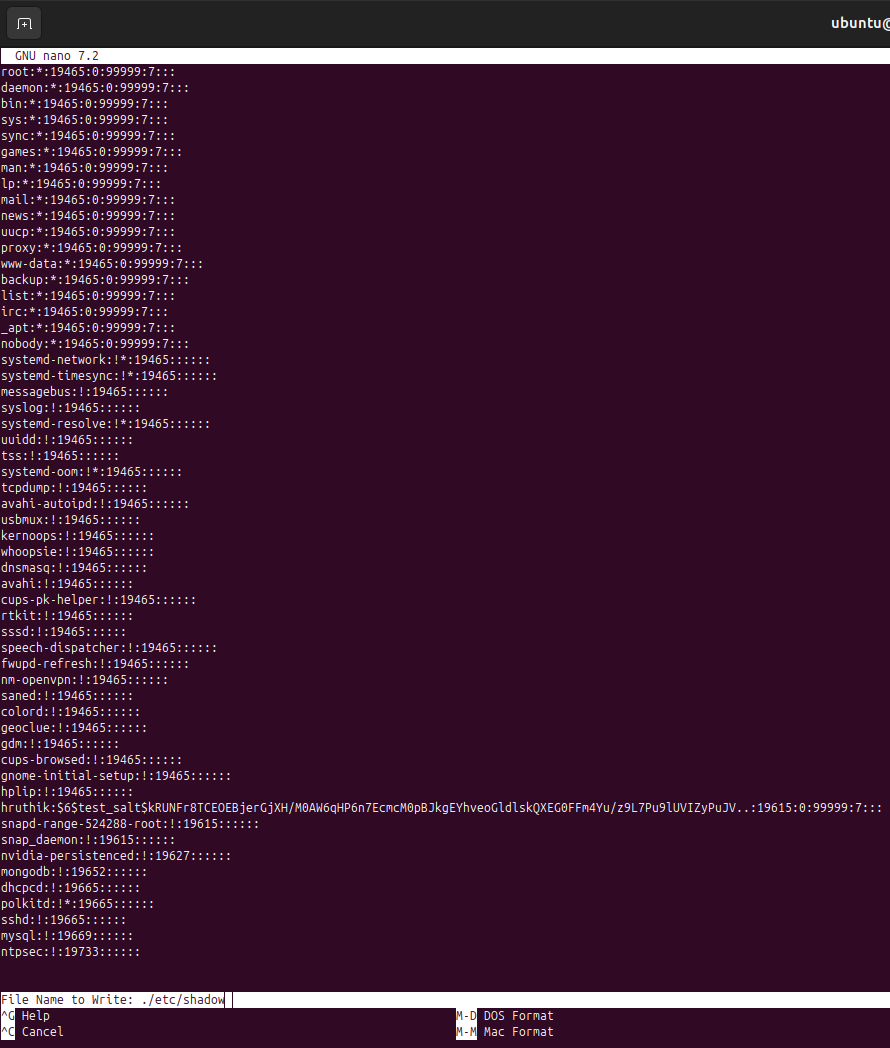 ubuntu@
GNU nano 7.2
root:*:19465:0:99999:7:::
daemon:*:19465:0:99999:7:::
bin:*:19465:0:99999:7:::
sys:*:19465:0:99999:7:::
sync:*:19465:0:99999:7:::
games:*:19465:0:99999:7:::
man:*:19465:0:99999:7:::
lp:*:19465:0:99999:7:::
mail:*:19465:0:99999:7:::
news:*:19465:0:99999:7:::
uucp:*:19465:0:99999:7:::
proxy:*:19465:0:99999:7:::
www-data:*:19465:0:99999:7:::
backup:*:19465:0:99999:7:::
list:*:19465:0:99999:7:::
irc:*:19465:0:99999:7:::
_apt:*:19465:0:99999:7:::
nobody:*:19465:0:99999:7:::
systemd-network:!*:19465::::::
systemd-timesync:!*:19465::::::
messagebus:!:19465::::::
syslog:!:19465::::::
systemd-resolve:!*:19465::::::
uuidd:!:19465::::::
tss:!:19465::::::
systemd-oom:!*:19465::::::
tcpdump:!:19465::::::
avahi-autoipd:!:19465::::::
usbmux:!:19465::::::
kernoops:!:19465::::::
whoopsie:!:19465::::::
dnsmasq:!:19465::::::
avahi:!:19465::::::
cups-pk-helper:!:19465::::::
rtkit:!:19465::::::
sssd:!:19465::::::
speech-dispatcher:!:19465::::::
fwupd-refresh:!:19465::::::
nm-openvpn:!:19465::::::
saned:!:19465::::::
colord:!:19465::::::
geoclue:!:19465::::::
gdm:!:19465::::::
cups-browsed:!:19465::::::
gnome-initial-setup:!:19465::::::
hplip:!:19465::::::
hruthik:$6$test_salt$kRUNFr8TCEOEBjerGjXH/M0AW6qHP6n7EcmcM0pBJkgEYhveoGldlskQXEG0FFm4Yu/z9L7Pu9lUVIZyPuJV..:19615:0:99999:7:::
snapd-range-524288-root:!:19615::::::
snap_daemon:!:19615::::::
nvidia-persistenced:!:19627::::::
mongodb:!:19652::::::
dhcpcd:!:19665::::::
polkitd:!*:19665::::::
sshd:!:19665::::::
mysql:!:19669::::::
ntpsec:!:19733::::::
File Name to Write: ./etc/shadow
^G Help M-D DOS Format
^C Cancel M-M Mac Format